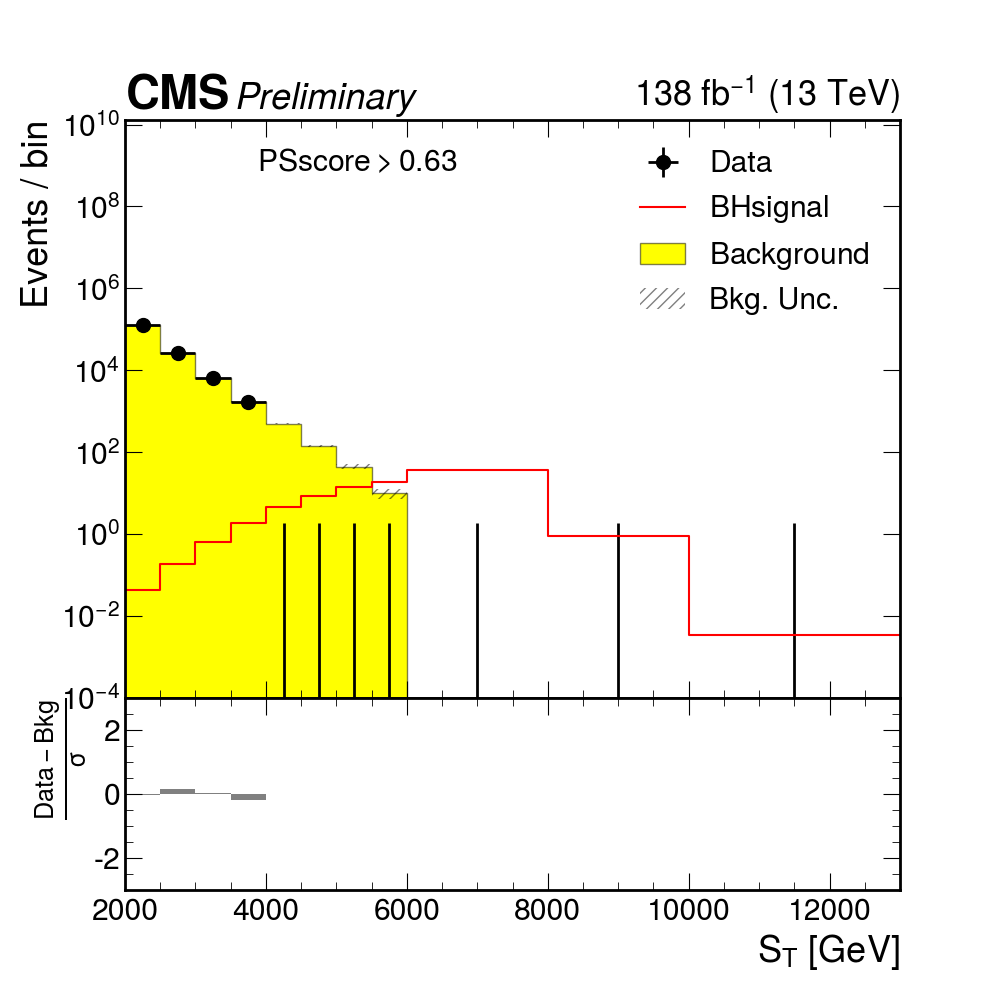 CMS Preliminary 138 fb⁻¹ (13 TeV)
Events / bin
10¹⁰
10⁸
10⁶
10⁴
10²
10⁰
10⁻²
10⁻⁴
PSscore > 0.63
Data
BHsignal
Background
Bkg. Unc.
Data − Bkg
σ
2
0
-2
2000 4000 6000 8000 10000 12000
S_T [GeV]